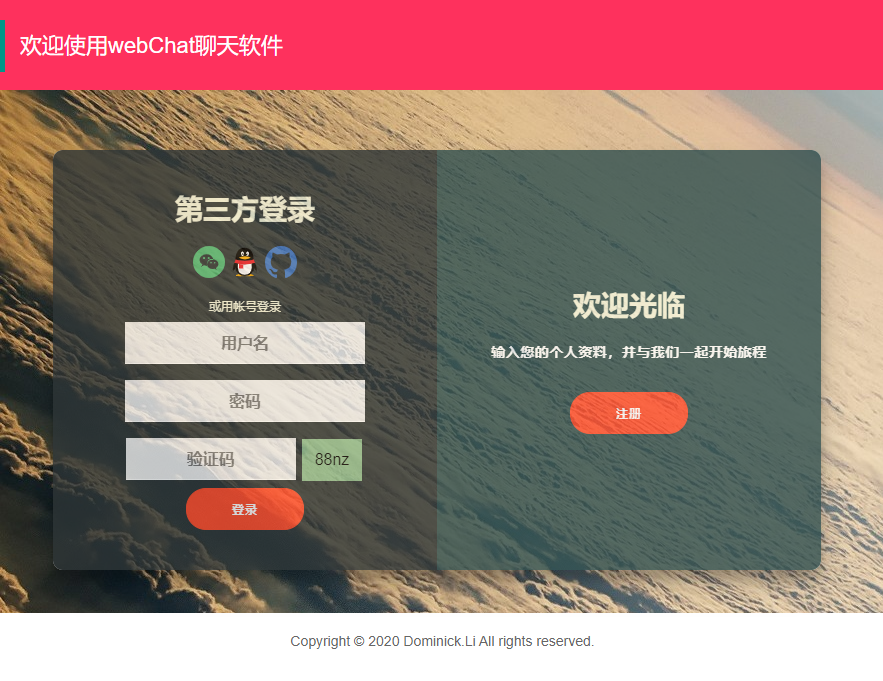 欢迎使用webChat聊天软件
第三方登录
或用帐号登录
用户名
密码
验证码 88nz
登录
欢迎光临
输入您的个人资料，并与我们一起开始旅程
注册
Copyright © 2020 Dominick.Li All rights reserved.